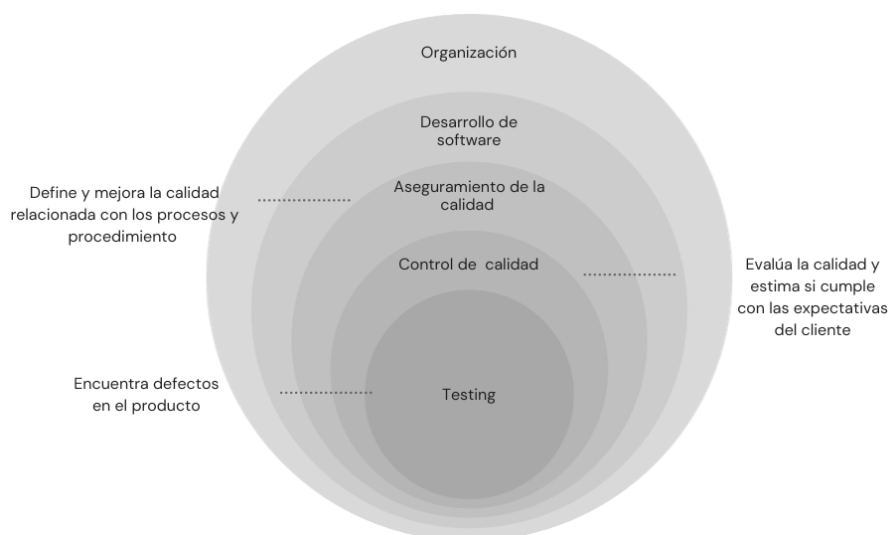 Organización
Desarrollo de
software
Aseguramiento de la
calidad
Define y mejora la calidad
relacionada con los procesos y
procedimiento
Control de calidad
Evalúa la calidad y
estima si cumple
con las expectativas
del cliente
Encuentra defectos
en el producto
Testing